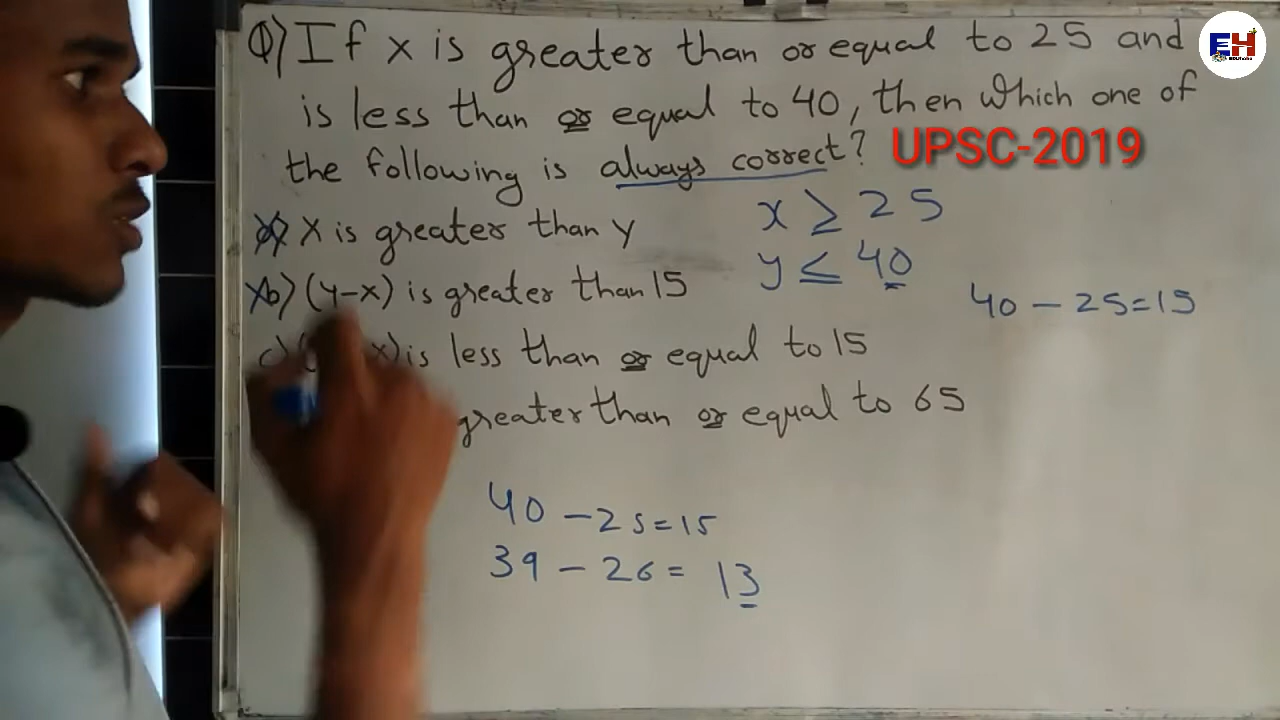 Q) If x is greater than or equal to 25 and
is less than or equal to 40, then which one of
the following is always correct? UPSC-2019
a) x is greater than y
b) (y-x) is greater than 15
c) x) is less than or equal to 15
greater than or equal to 65
x ≥ 25
y ≤ 40
40 - 25=15
40 - 25=15
39 - 26= 13
EH